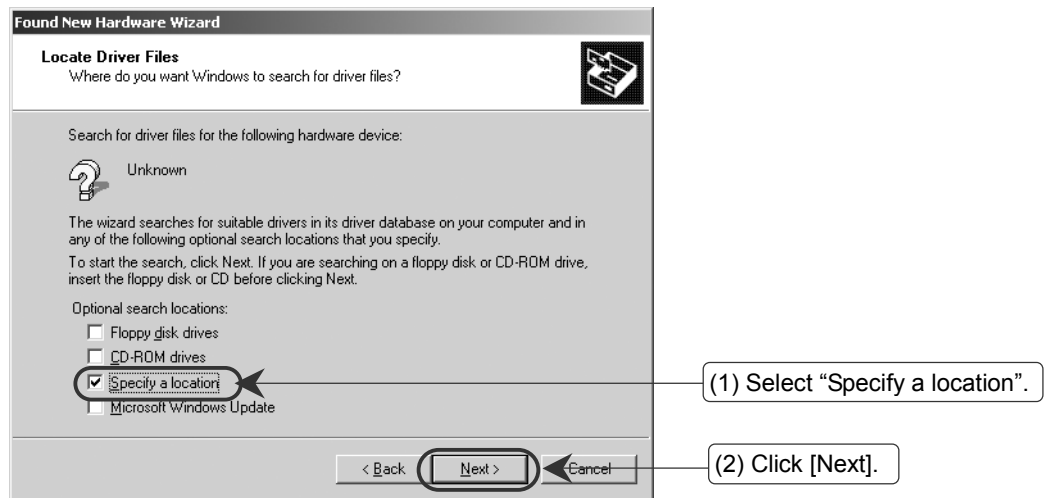 Found New Hardware Wizard
Locate Driver Files
Where do you want Windows to search for driver files?
Search for driver files for the following hardware device:
Unknown
The wizard searches for suitable drivers in its driver database on your computer and in
any of the following optional search locations that you specify.
To start the search, click Next. If you are searching on a floppy disk or CD-ROM drive,
insert the floppy disk or CD before clicking Next.
Optional search locations:
Floppy disk drives
CD-ROM drives
Specify a location
(1) Select “Specify a location”.
Microsoft Windows Update
< Back Next > Cancel
(2) Click [Next].